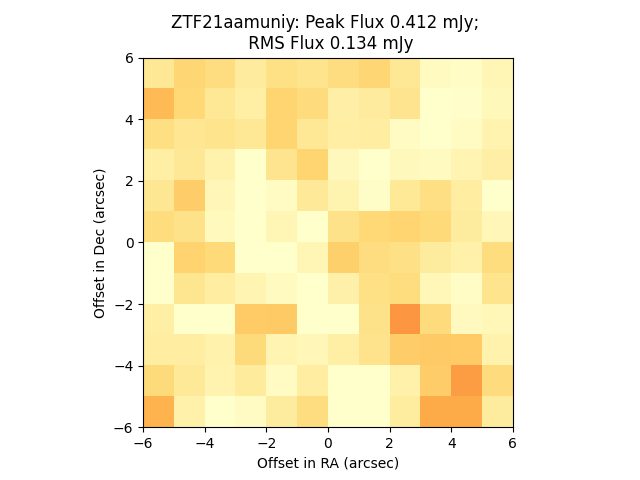 ZTF21aamuniy: Peak Flux 0.412 mJy;
RMS Flux 0.134 mJy
6
4
2
0
−2
−4
−6
Offset in Dec (arcsec)
−6 −4 −2 0 2 4 6
Offset in RA (arcsec)